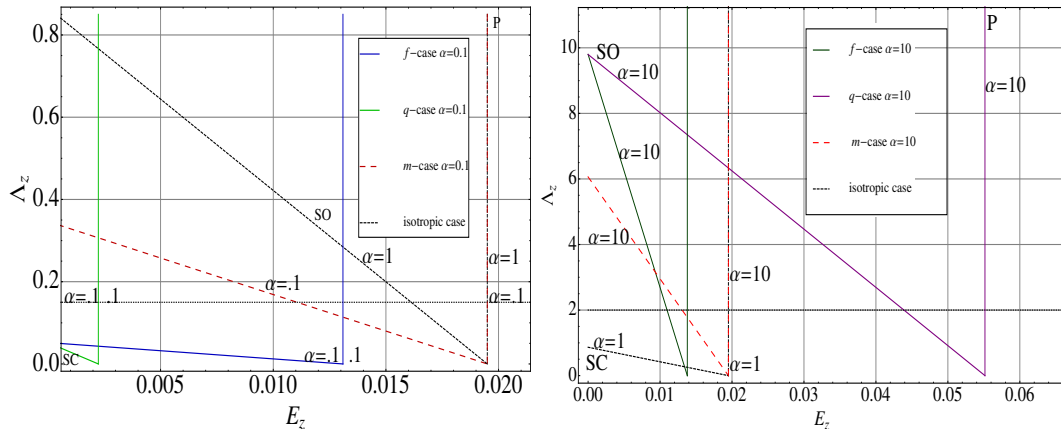 P
f-case α=0.1
q-case α=0.1
m-case α=0.1
isotropic case
SO
α=1
α=1
α=.1
α=.1 .1
α=.1
α=.1 .1
SC
0.8
0.6
0.4
0.2
0.0
Λz
0.005
0.010
0.015
0.020
Ez
P
SO
α=10
α=10
α=10
α=10
α=10
α=1
SC
α=1
f-case α=10
q-case α=10
m-case α=10
isotropic case
10
8
6
4
2
0
Λz
0.00
0.01
0.02
0.03
0.04
0.05
0.06
Ez